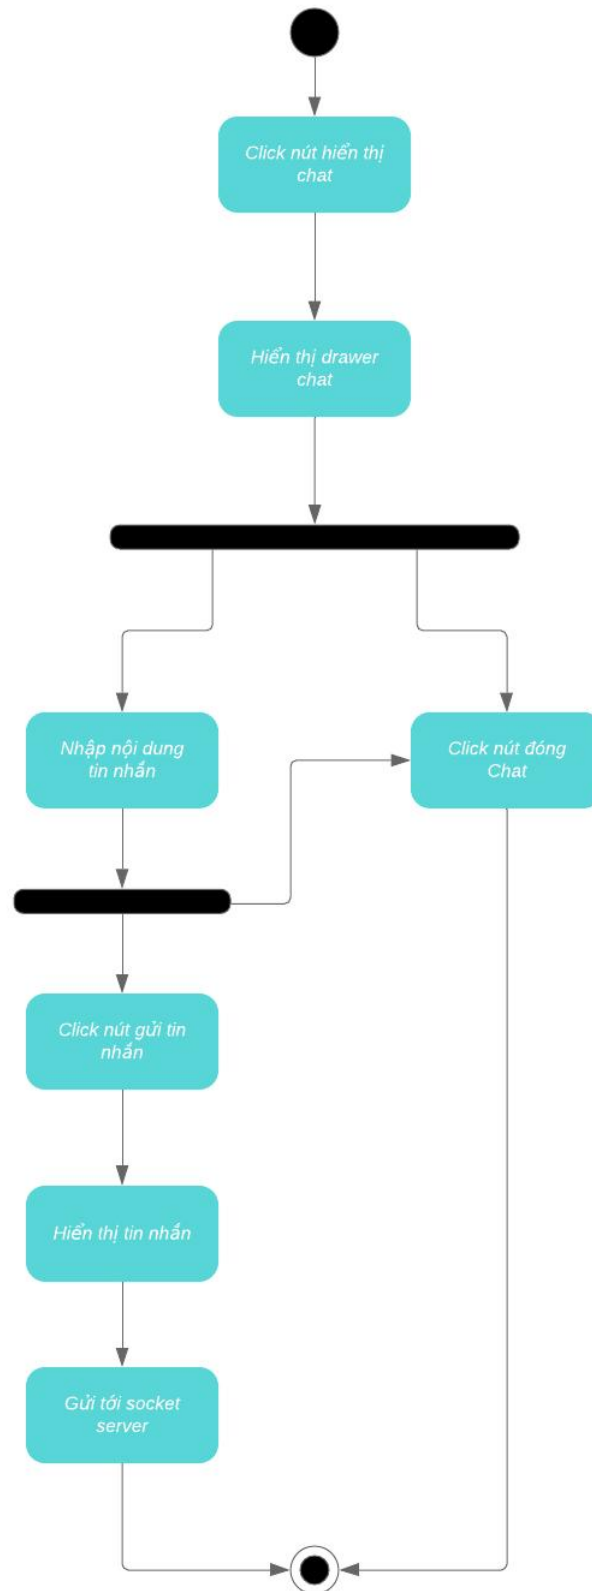 Click nút hiển thị
chat
Hiển thị drawer
chat
Nhập nội dung
tin nhắn
Click nút đóng
Chat
Click nút gửi tin
nhắn
Hiển thị tin nhắn
Gửi tới socket
server